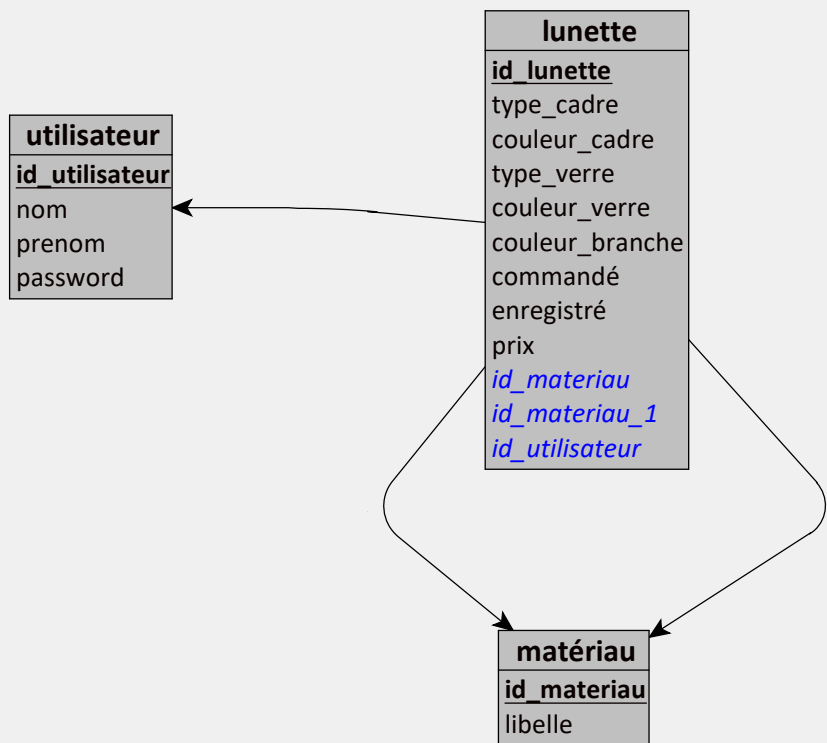 utilisateur
id_utilisateur
nom
prenom
password
lunette
id_lunette
type_cadre
couleur_cadre
type_verre
couleur_verre
couleur_branche
commandé
enregistré
prix
id_materiau
id_materiau_1
id_utilisateur
matériau
id_materiau
libelle